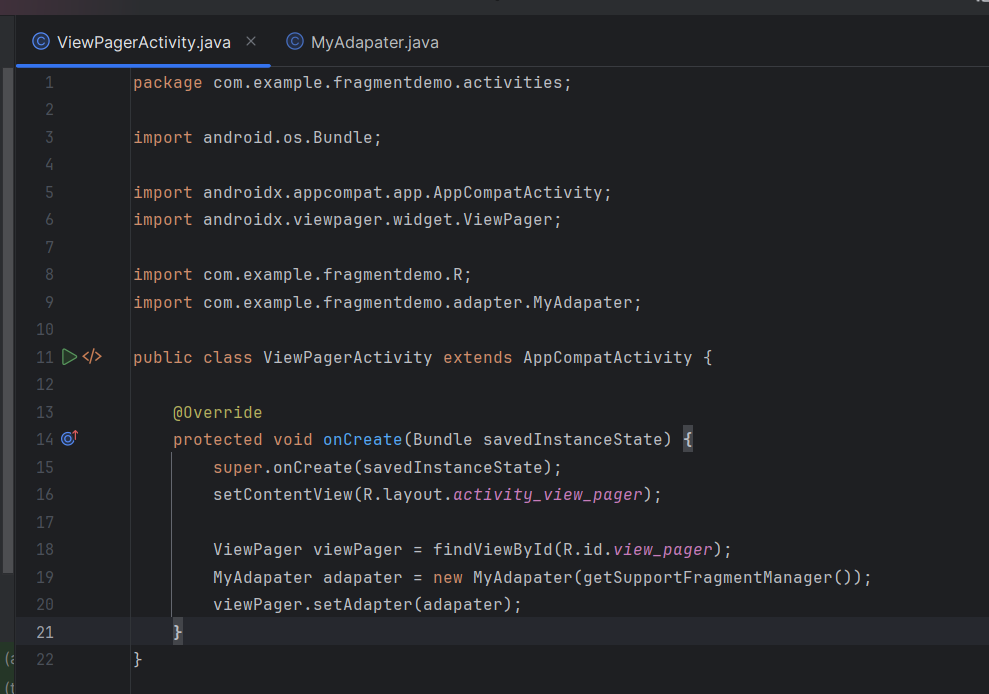 ViewPagerActivity.java
MyAdapater.java
1 package com.example.fragmentdemo.activities;
2
3 import android.os.Bundle;
4
5 import androidx.appcompat.app.AppCompatActivity;
6 import androidx.viewpager.widget.ViewPager;
7
8 import com.example.fragmentdemo.R;
9 import com.example.fragmentdemo.adapter.MyAdapater;
10
11 public class ViewPagerActivity extends AppCompatActivity {
12
13     @Override
14     protected void onCreate(Bundle savedInstanceState) {
15         super.onCreate(savedInstanceState);
16         setContentView(R.layout.activity_view_pager);
17
18         ViewPager viewPager = findViewById(R.id.view_pager);
19         MyAdapater adapater = new MyAdapater(getSupportFragmentManager());
20         viewPager.setAdapter(adapater);
21     }
22 }